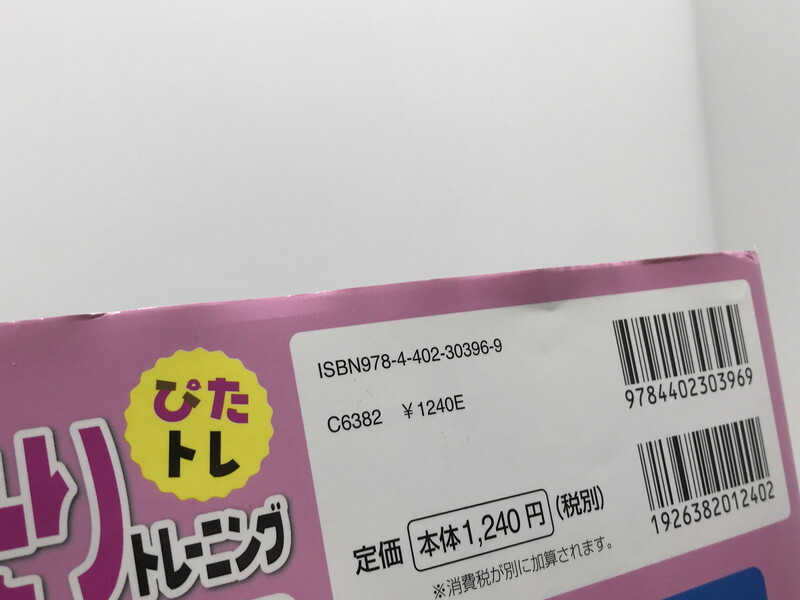 ISBN978-4-402-30396-9
C6382 ¥1240E
定価 本体1,240円 (税別)
※消費税が別に加算されます。
9784402303969
1926382012402
ぴた
トレ
り
トレーニング